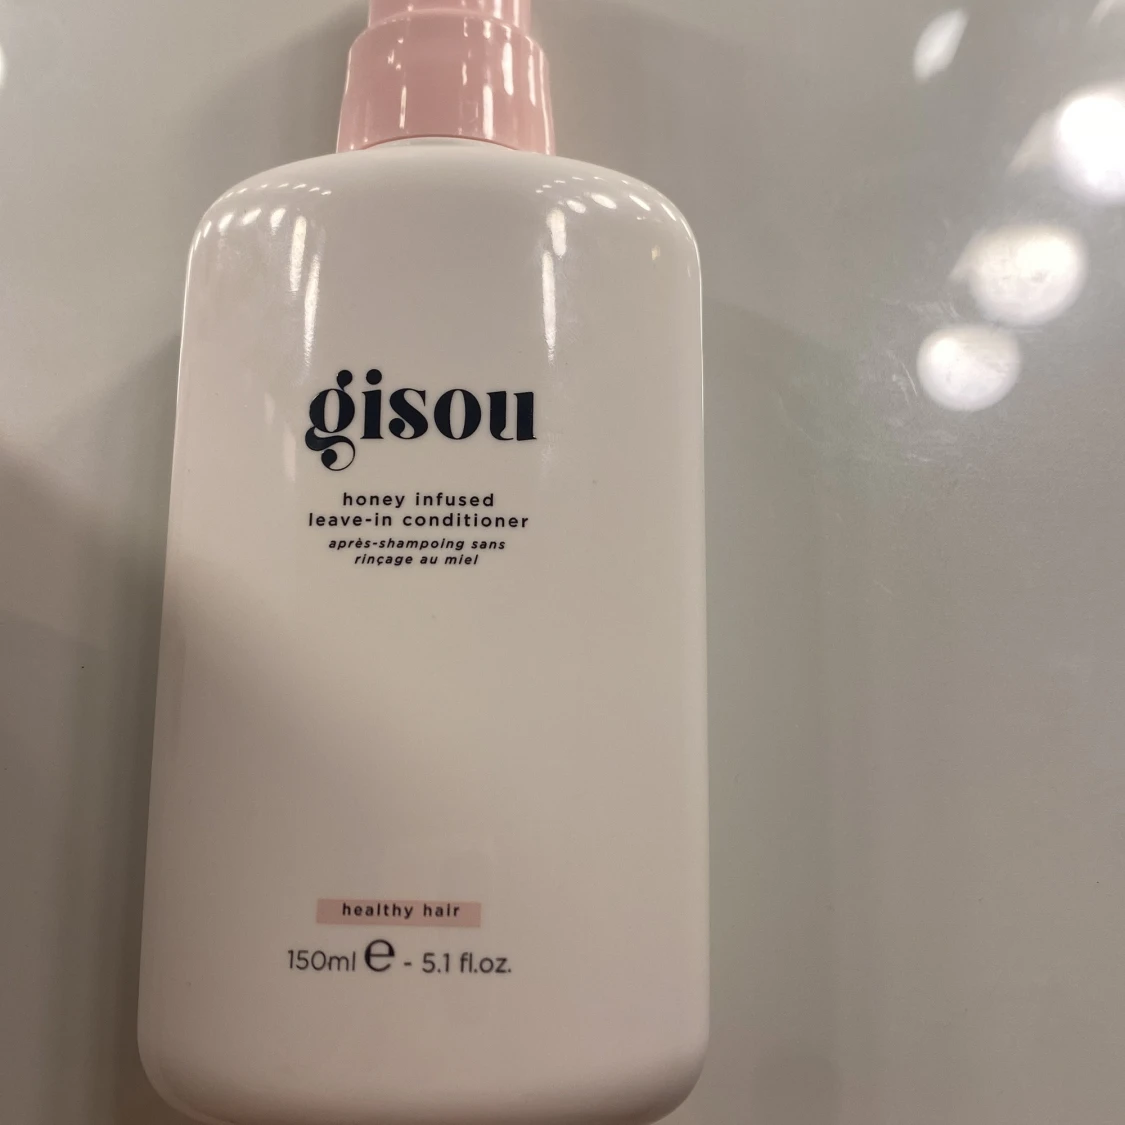 gisou
honey infused
leave-in conditioner
après-shampoing sans
rinçage au miel
healthy hair
150ml e - 5.1 fl.oz.